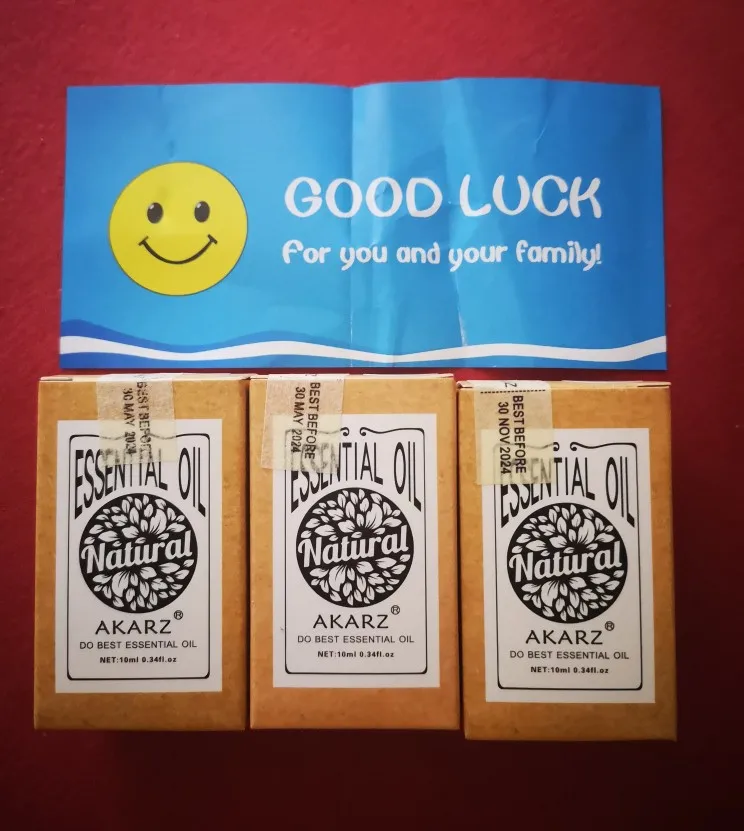 GOOD LUCK
for you and your family!
BEST BEFORE
30 MAY 2024
ESSENTIAL OIL
Natural
AKARZ®
DO BEST ESSENTIAL OIL
NET:10ml 0.34fl.oz
Z
BEST BEFORE
30 MAY 2024
ESSENTIAL OIL
Natural
AKARZ®
DO BEST ESSENTIAL OIL
NET:10ml 0.34fl.oz
Z
BEST BEFORE
30 NOV 2024
ESSENTIAL OIL
Natural
AKARZ®
DO BEST ESSENTIAL OIL
NET:10ml 0.34fl.oz